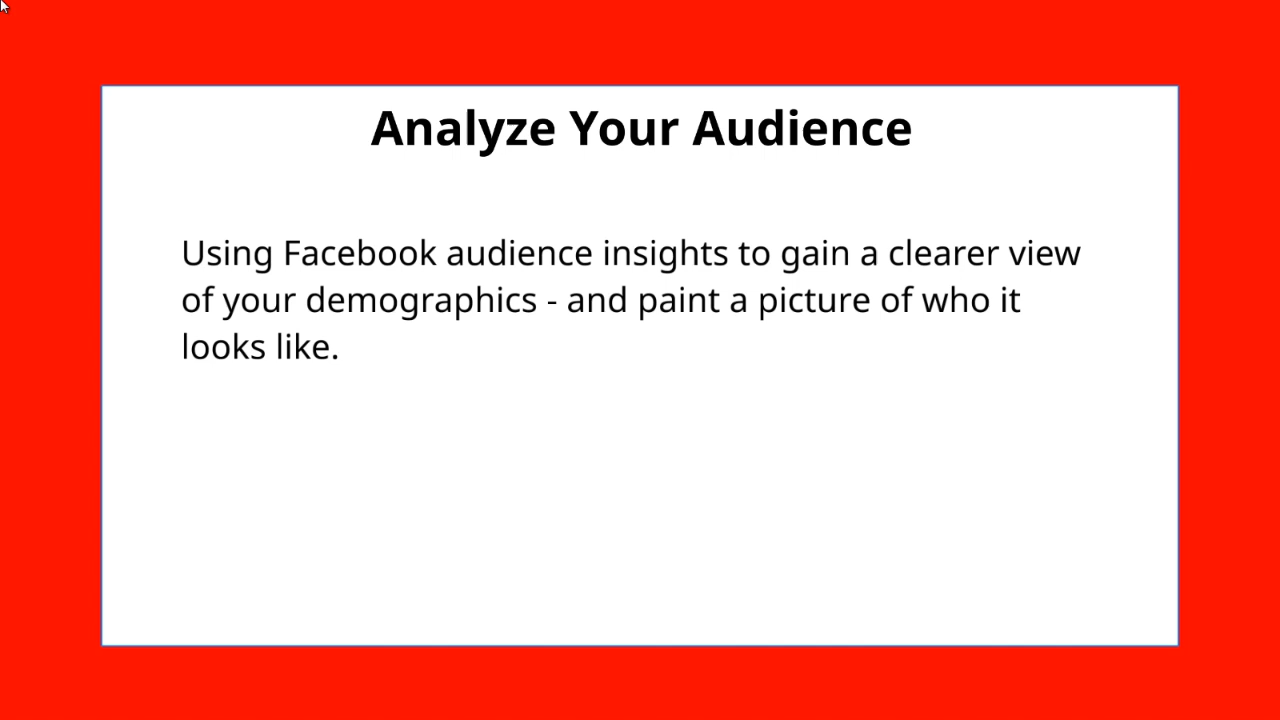 Analyze Your Audience
Using Facebook audience insights to gain a clearer view
of your demographics - and paint a picture of who it
looks like.